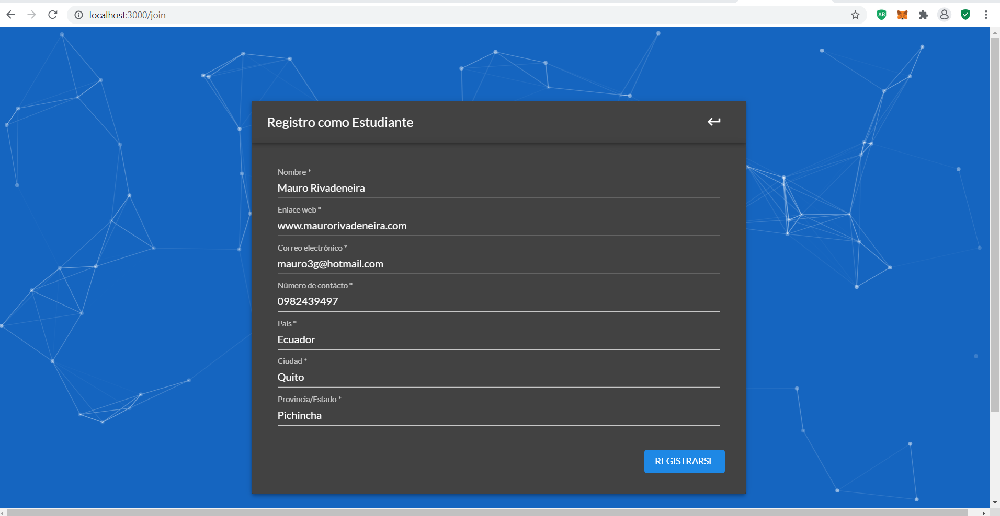 localhost:3000/join
AB
Registro como Estudiante
Nombre *
Mauro Rivadeneira
Enlace web *
www.maurorivadeneira.com
Correo electrónico *
mauro3g@hotmail.com
Número de contácto *
0982439497
País *
Ecuador
Ciudad *
Quito
Provincia/Estado *
Pichincha
REGISTRARSE